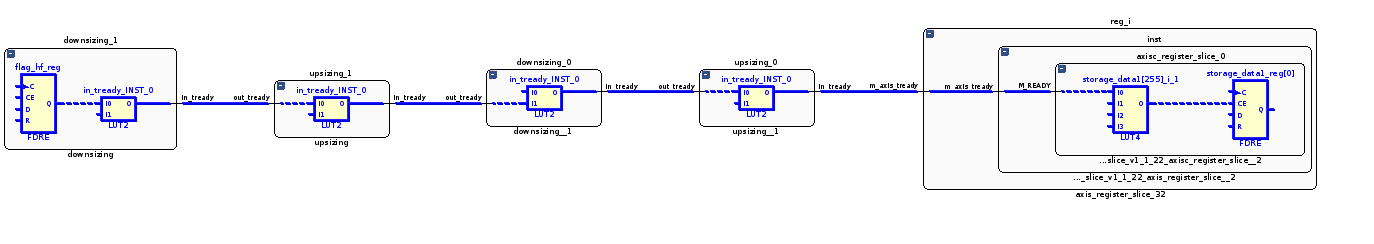 downsizing_1
flag_hf_reg
C
CE
D
R
Q
FDRE
in_tready_INST_0
I0
I1
O
LUT2
downsizing
in_tready
out_tready
upsizing_1
in_tready_INST_0
I0
I1
O
LUT2
upsizing
in_tready
out_tready
downsizing_0
in_tready_INST_0
I0
I1
O
LUT2
downsizing__1
in_tready
out_tready
upsizing_0
in_tready_INST_0
I0
I1
O
LUT2
upsizing__1
in_tready
m_axis_tready
reg_i
m_axis_tready
inst
M_READY
axisc_register_slice_0
storage_data1[255]_i_1
I0
I1
I2
I3
O
LUT4
storage_data1_reg[0]
C
CE
D
R
Q
FDRE
...slice_v1_1_22_axisc_register_slice__2
..._slice_v1_1_22_axis_register_slice__2
axis_register_slice_32